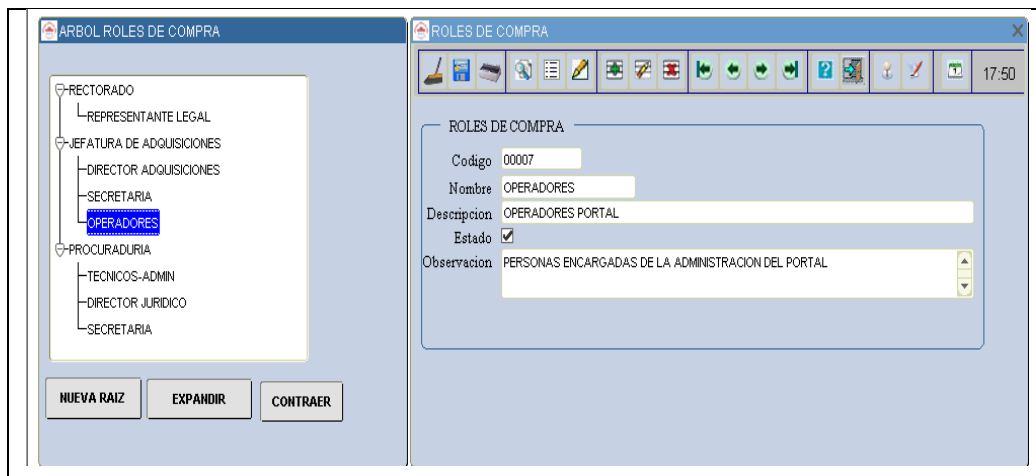 ARBOL ROLES DE COMPRA
RECTORADO
REPRESENTANTE LEGAL
JEFATURA DE ADQUISICIONES
DIRECTOR ADQUISICIONES
SECRETARIA
OPERADORES
PROCURADURIA
TECNICOS-ADMIN
DIRECTOR JURIDICO
SECRETARIA
NUEVA RAIZ EXPANDIR CONTRAER
ROLES DE COMPRA
17:50
ROLES DE COMPRA
Codigo 00007
Nombre OPERADORES
Descripcion OPERADORES PORTAL
Estado
Observacion PERSONAS ENCARGADAS DE LA ADMINISTRACION DEL PORTAL